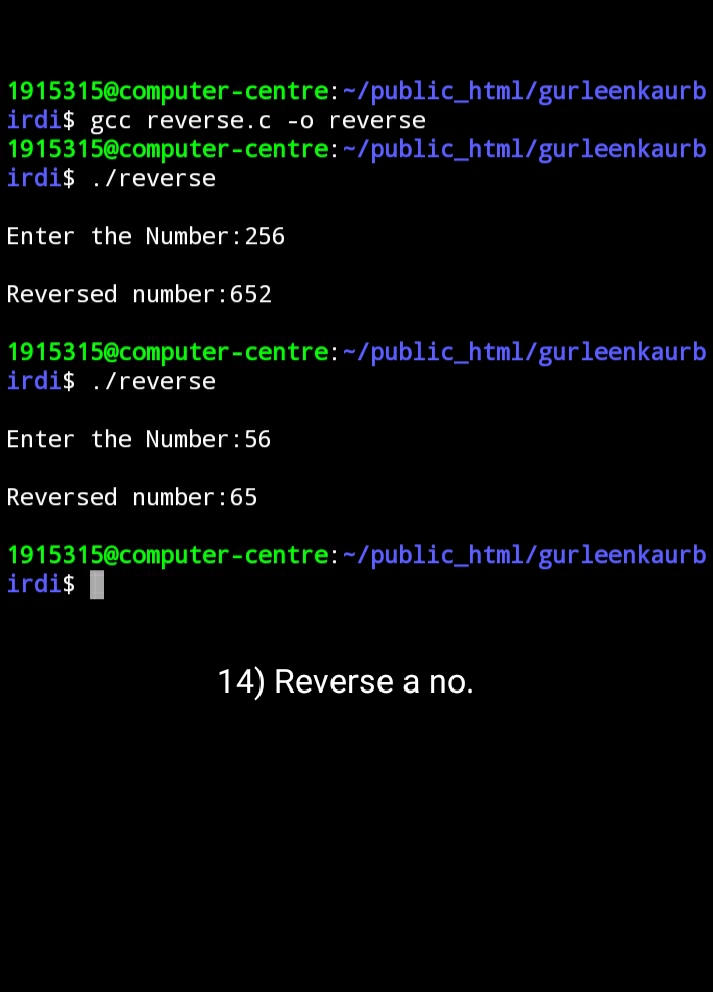 1915315@computer-centre:~/public_html/gurleenkaurb
irdi$ gcc reverse.c -o reverse
1915315@computer-centre:~/public_html/gurleenkaurb
irdi$ ./reverse
Enter the Number:256
Reversed number:652
1915315@computer-centre:~/public_html/gurleenkaurb
irdi$ ./reverse
Enter the Number:56
Reversed number:65
1915315@computer-centre:~/public_html/gurleenkaurb
irdi$
14) Reverse a no.